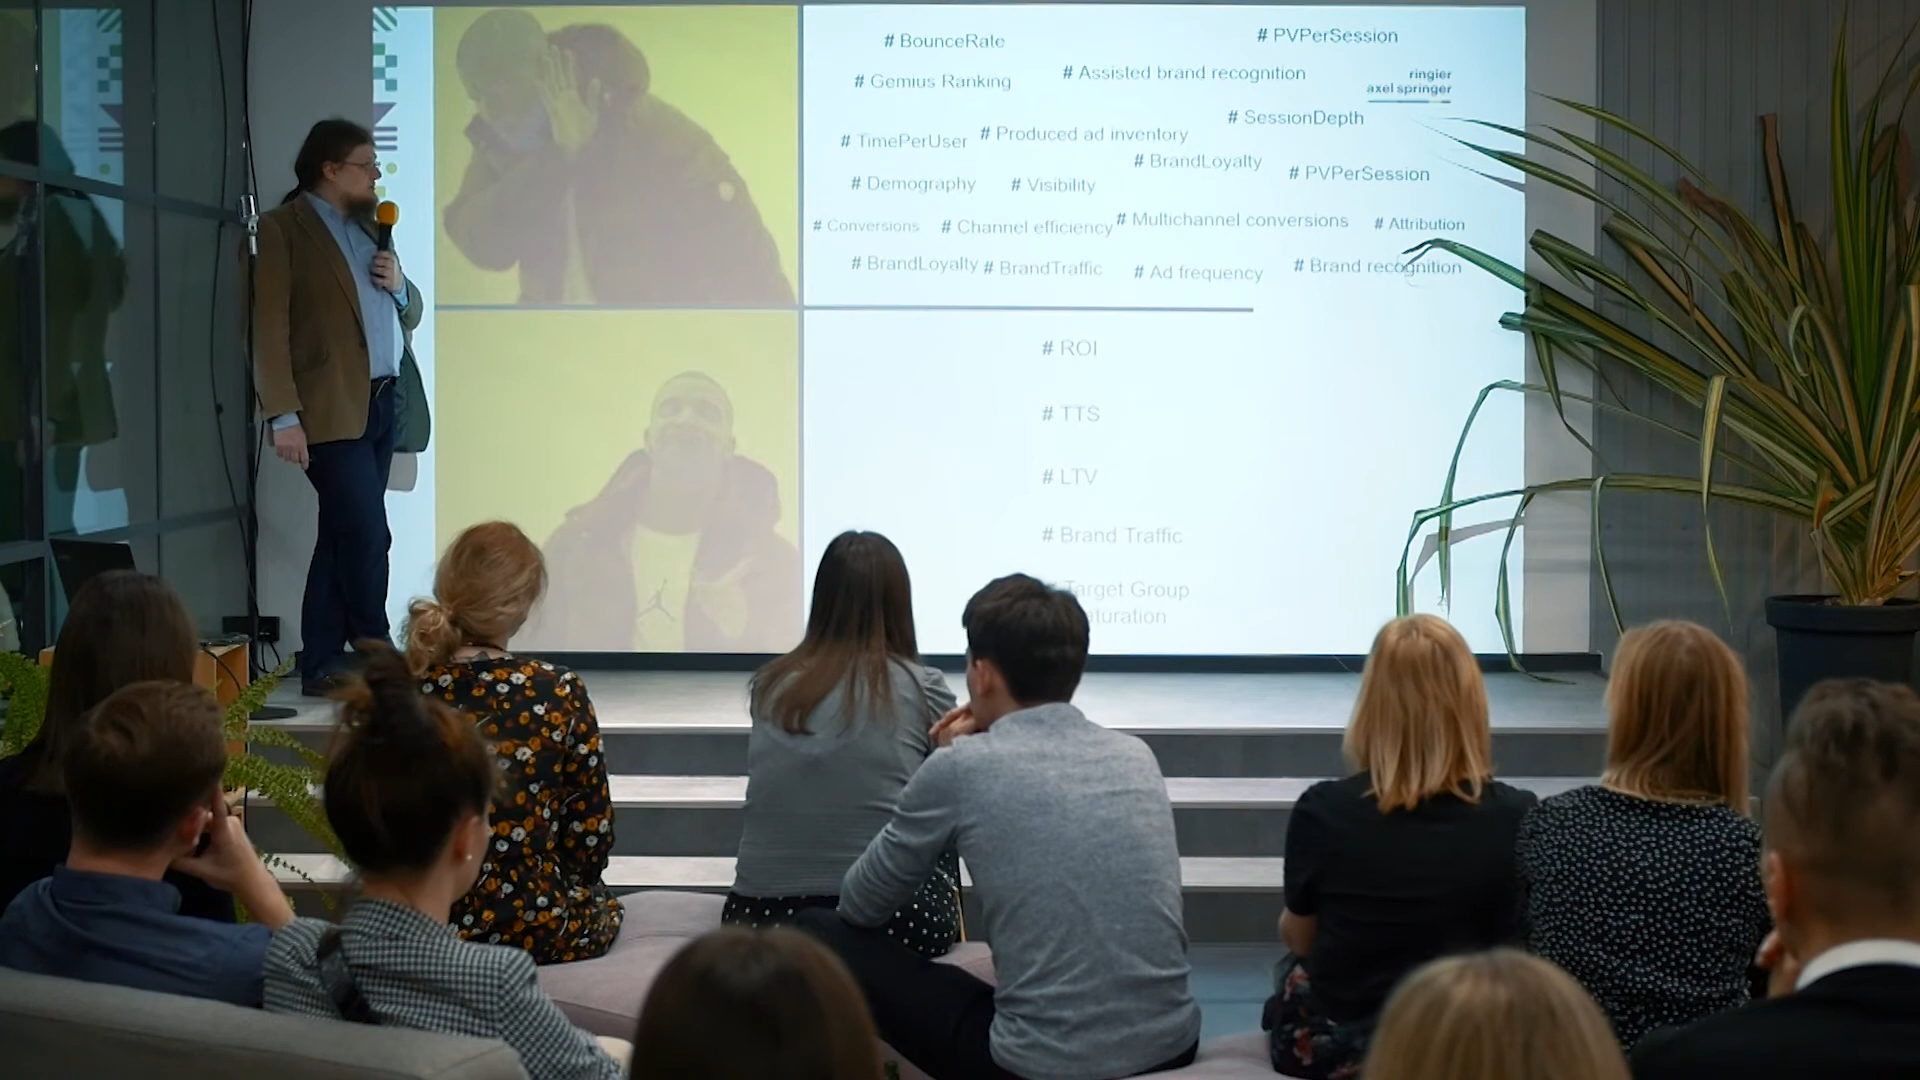 # BounceRate
# PVPerSession
# Gemius Ranking
# Assisted brand recognition
ringier
axel springer
# SessionDepth
# TimePerUser
# Produced ad inventory
# BrandLoyalty
# PVPerSession
# Demography
# Visibility
# Conversions
# Channel efficiency
# Multichannel conversions
# Attribution
# BrandLoyalty
# BrandTraffic
# Ad frequency
# Brand recognition
# ROI
# TTS
# LTV
# Brand Traffic
Target Group